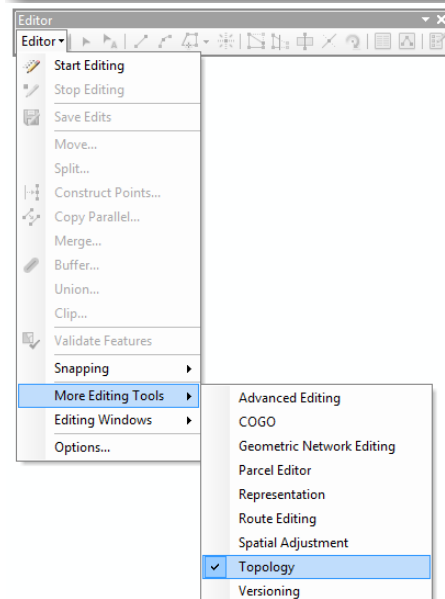 Editor
Editor
Start Editing
Stop Editing
Save Edits
Move...
Split...
Construct Points...
Copy Parallel...
Merge...
Buffer...
Union...
Clip...
Validate Features
Snapping
More Editing Tools
Editing Windows
Options...
Advanced Editing
COGO
Geometric Network Editing
Parcel Editor
Representation
Route Editing
Spatial Adjustment
Topology
Versioning